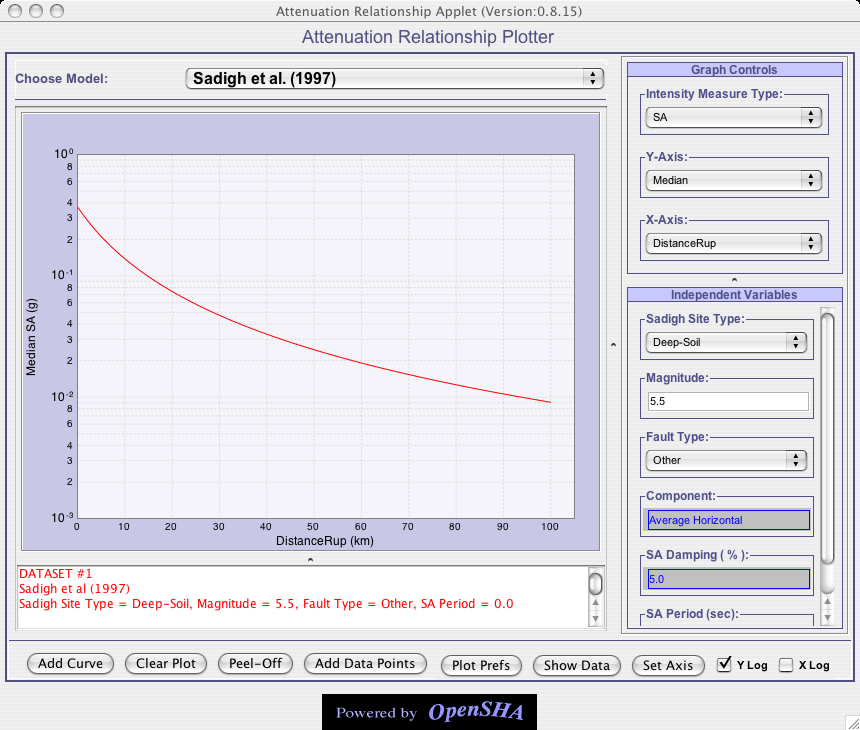 Attenuation Relationship Applet (Version:0.8.15)
Attenuation Relationship Plotter
Choose Model:
Sadigh et al. (1997)
10⁰
8
6
4
3
2
10⁻¹
8
6
4
3
2
10⁻²
8
6
4
3
2
10⁻³
Median SA (g)
0 10 20 30 40 50 60 70 80 90 100
DistanceRup (km)
DATASET #1
Sadigh et al (1997)
Sadigh Site Type = Deep-Soil, Magnitude = 5.5, Fault Type = Other, SA Period = 0.0
Graph Controls
Intensity Measure Type:
SA
Y-Axis:
Median
X-Axis:
DistanceRup
Independent Variables
Sadigh Site Type:
Deep-Soil
Magnitude:
5.5
Fault Type:
Other
Component:
Average Horizontal
SA Damping ( % ):
5.0
SA Period (sec):
Add Curve Clear Plot Peel-Off Add Data Points Plot Prefs Show Data Set Axis Y Log X Log
Powered by OpenSHA